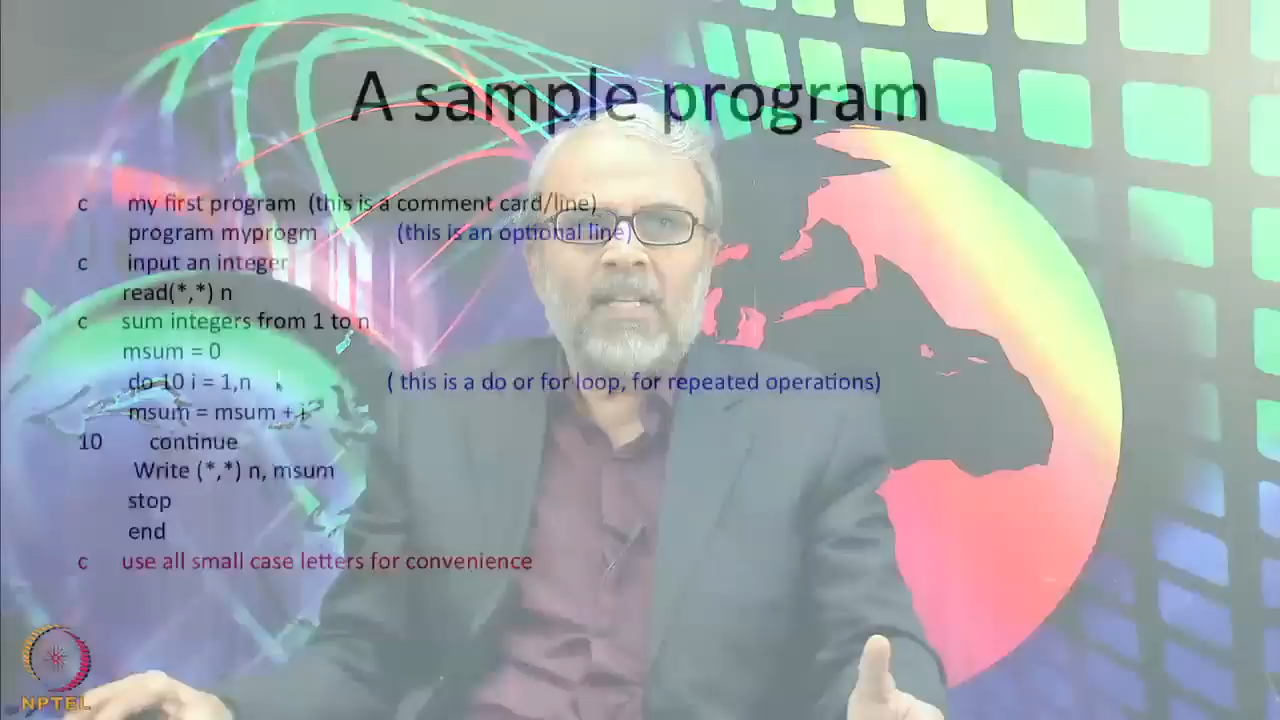 A sample program
c my first program (this is a comment card/line)
program myprogm (this is an optional line)
c input an integer
read(*,*) n
c sum integers from 1 to n
msum = 0
do 10 i = 1,n ( this is a do or for loop, for repeated operations)
msum = msum + i
10 continue
Write (*,*) n, msum
stop
end
c use all small case letters for convenience
NPTEL